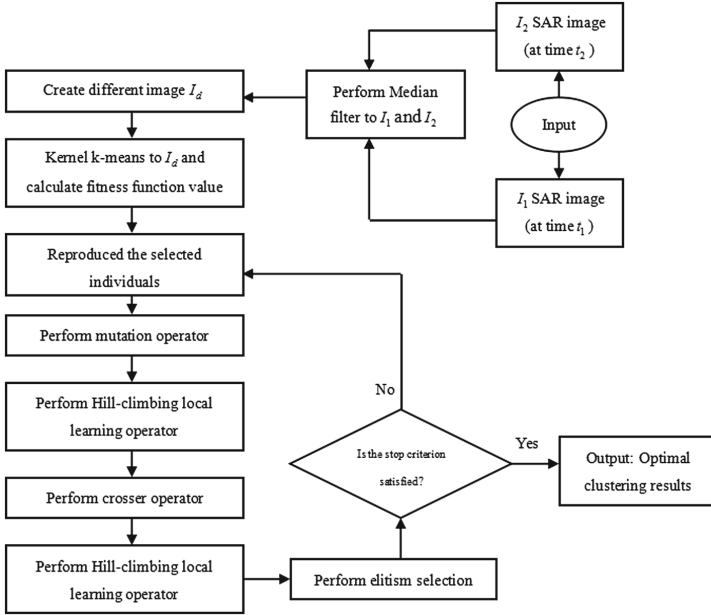 Input
I₂ SAR image
(at time t₂ )
I₁ SAR image
(at time t₁ )
Perform Median
filter to I₁ and I₂
Create different image I_d
Kernel k-means to I_d and
calculate fitness function value
Reproduced the selected
individuals
Perform mutation operator
Perform Hill-climbing local
learning operator
Perform crosser operator
Perform Hill-climbing local
learning operator
Perform elitism selection
Is the stop criterion
satisfied?
No
Yes
Output: Optimal
clustering results